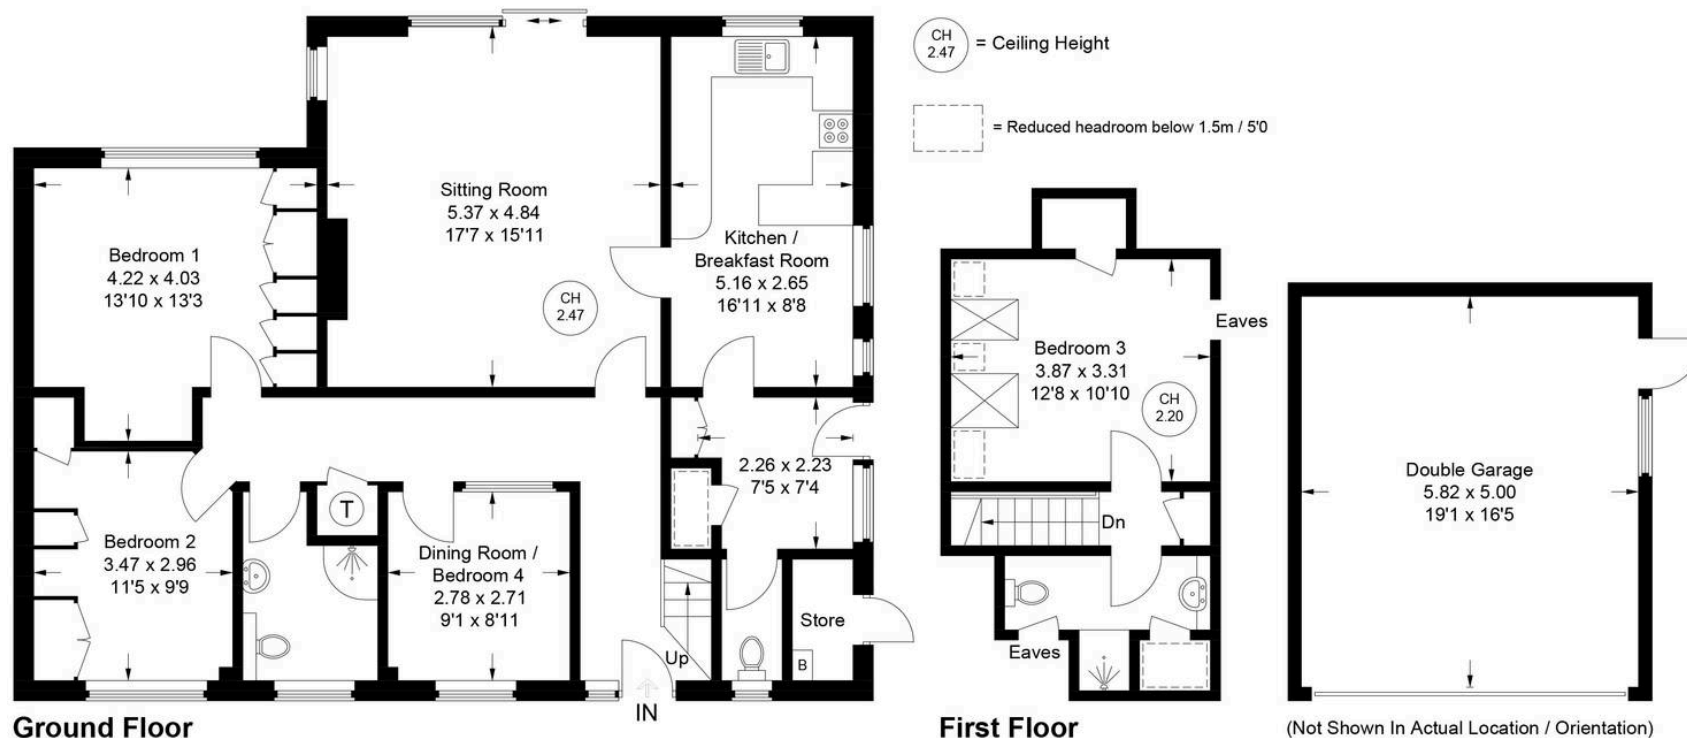 CH
2.47
= Ceiling Height
= Reduced headroom below 1.5m / 5'0
Sitting Room
5.37 x 4.84
17'7 x 15'11
CH
2.47
Kitchen /
Breakfast Room
5.16 x 2.65
16'11 x 8'8
Bedroom 1
4.22 x 4.03
13'10 x 13'3
2.26 x 2.23
7'5 x 7'4
T
Bedroom 2
3.47 x 2.96
11'5 x 9'9
Dining Room /
Bedroom 4
2.78 x 2.71
9'1 x 8'11
Up
Store
B
IN
Ground Floor
Eaves
Bedroom 3
3.87 x 3.31
12'8 x 10'10
CH
2.20
Dn
Eaves
First Floor
Double Garage
5.82 x 5.00
19'1 x 16'5
(Not Shown In Actual Location / Orientation)